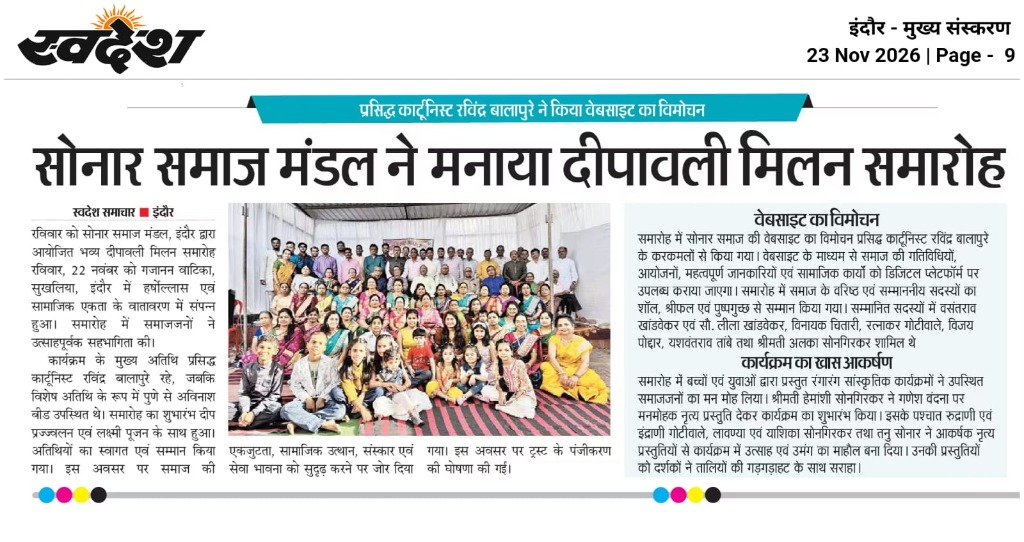 स्वदेश
इंदौर - मुख्य संस्करण
23 Nov 2026 | Page - 9
प्रसिद्ध कार्टूनिस्ट रविंद्र बालापुरे ने किया वेबसाइट का विमोचन
सोनार समाज मंडल ने मनाया दीपावली मिलन समारोह
स्वदेश समाचार ■ इंदौर
रविवार को सोनार समाज मंडल, इंदौर द्वारा
आयोजित भव्य दीपावली मिलन समारोह
रविवार, 22 नवंबर को गजानन वाटिका,
सुखलिया, इंदौर में हर्षोल्लास एवं
सामाजिक एकता के वातावरण में संपन्न
हुआ। समारोह में समाजजनों ने
उत्साहपूर्वक सहभागिता की।
कार्यक्रम के मुख्य अतिथि प्रसिद्ध
कार्टूनिस्ट रविंद्र बालापुरे रहे, जबकि
विशेष अतिथि के रूप में पुणे से अविनाश
बीड उपस्थित थे। समारोह का शुभारंभ दीप
प्रज्ज्वलन एवं लक्ष्मी पूजन के साथ हुआ।
अतिथियों का स्वागत एवं सम्मान किया
गया। इस अवसर पर समाज की
एकजुटता, सामाजिक उत्थान, संस्कार एवं
सेवा भावना को सुदृढ़ करने पर जोर दिया
गया। इस अवसर पर ट्रस्ट के पंजीकरण
की घोषणा की गई।
वेबसाइट का विमोचन
समारोह में सोनार समाज की वेबसाइट का विमोचन प्रसिद्ध कार्टूनिस्ट रविंद्र बालापुरे
के करकमलों से किया गया। वेबसाइट के माध्यम से समाज की गतिविधियों,
आयोजनों, महत्वपूर्ण जानकारियों एवं सामाजिक कार्यों को डिजिटल प्लेटफॉर्म पर
उपलब्ध कराया जाएगा। समारोह में समाज के वरिष्ठ एवं सम्माननीय सदस्यों का
शॉल, श्रीफल एवं पुष्पगुच्छ से सम्मान किया गया। सम्मानित सदस्यों में वसंतराव
खांडवेकर एवं सौ. लीला खांडवेकर, विनायक चितारी, रत्नाकर गोटीवाले, विजय
पोद्दार, यशवंतराव तांबे तथा श्रीमती अलका सोनगिरकर शामिल थे
कार्यक्रम का खास आकर्षण
समारोह में बच्चों एवं युवाओं द्वारा प्रस्तुत रंगारंग सांस्कृतिक कार्यक्रमों ने उपस्थित
समाजजनों का मन मोह लिया। श्रीमती हेमांशी सोनगिरकर ने गणेश वंदना पर
मनमोहक नृत्य प्रस्तुति देकर कार्यक्रम का शुभारंभ किया। इसके पश्चात रुद्राणी एवं
इंद्राणी गोटीवाले, लावण्या एवं याशिका सोनगिरकर तथा तनु सोनार ने आकर्षक नृत्य
प्रस्तुतियों से कार्यक्रम में उत्साह एवं उमंग का माहौल बना दिया। उनकी प्रस्तुतियों
को दर्शकों ने तालियों की गड़गड़ाहट के साथ सराहा।